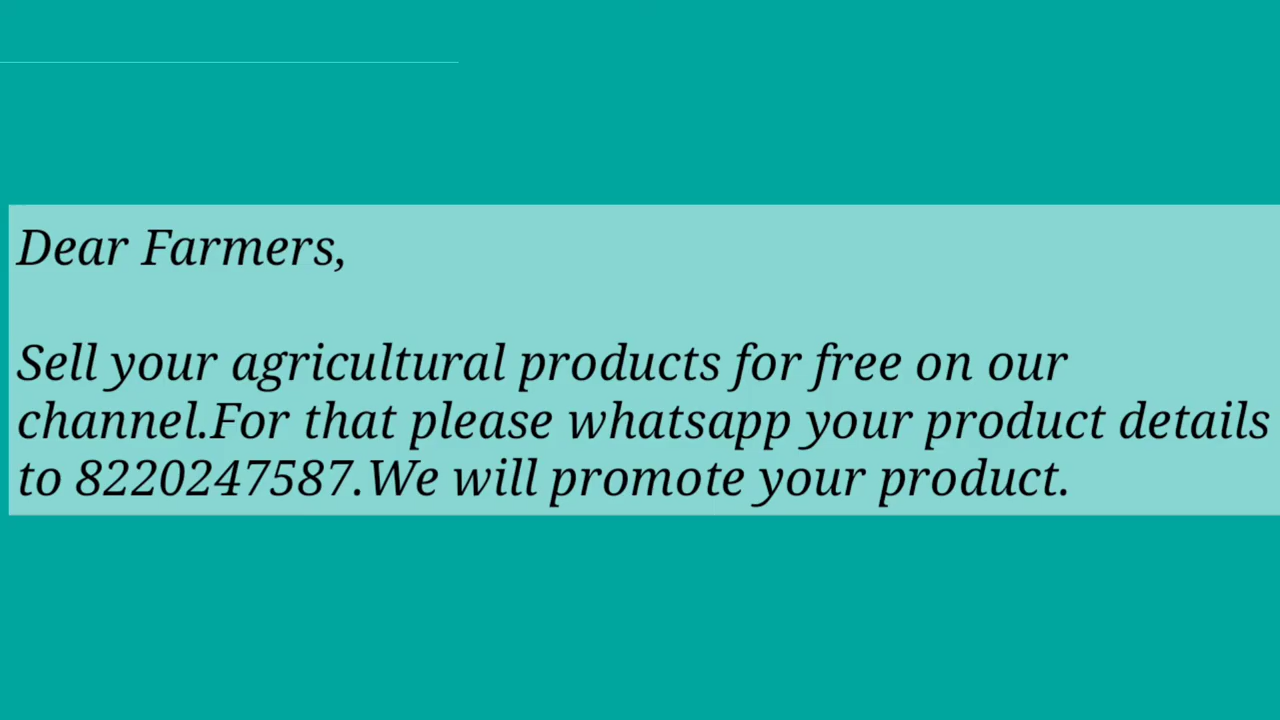 Dear Farmers,
Sell your agricultural products for free on our
channel.For that please whatsapp your product details
to 8220247587.We will promote your product.